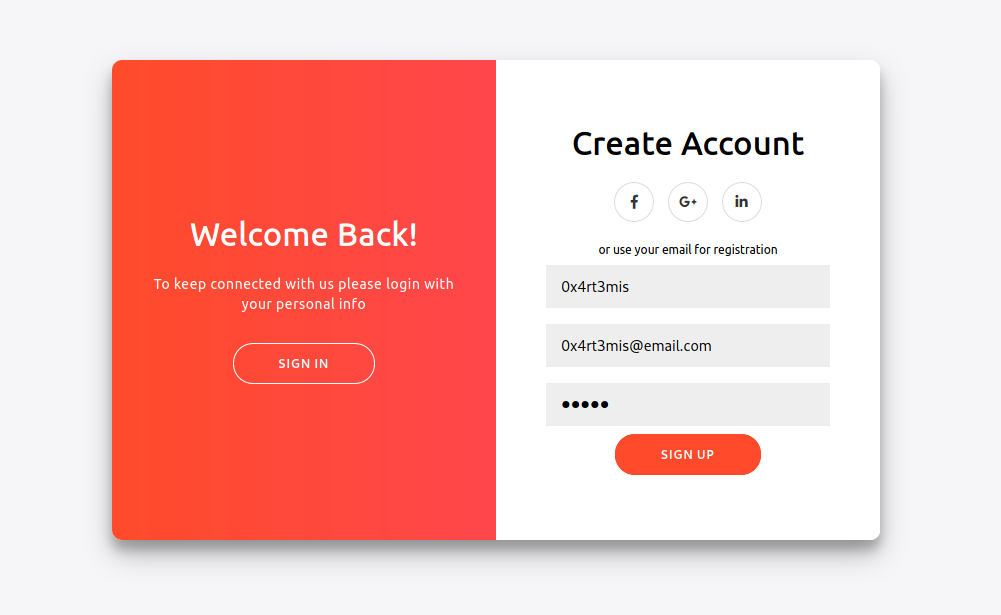 Welcome Back!
To keep connected with us please login with
your personal info
SIGN IN
Create Account
f G+ in
or use your email for registration
0x4rt3mis
0x4rt3mis@email.com
●●●●●
SIGN UP